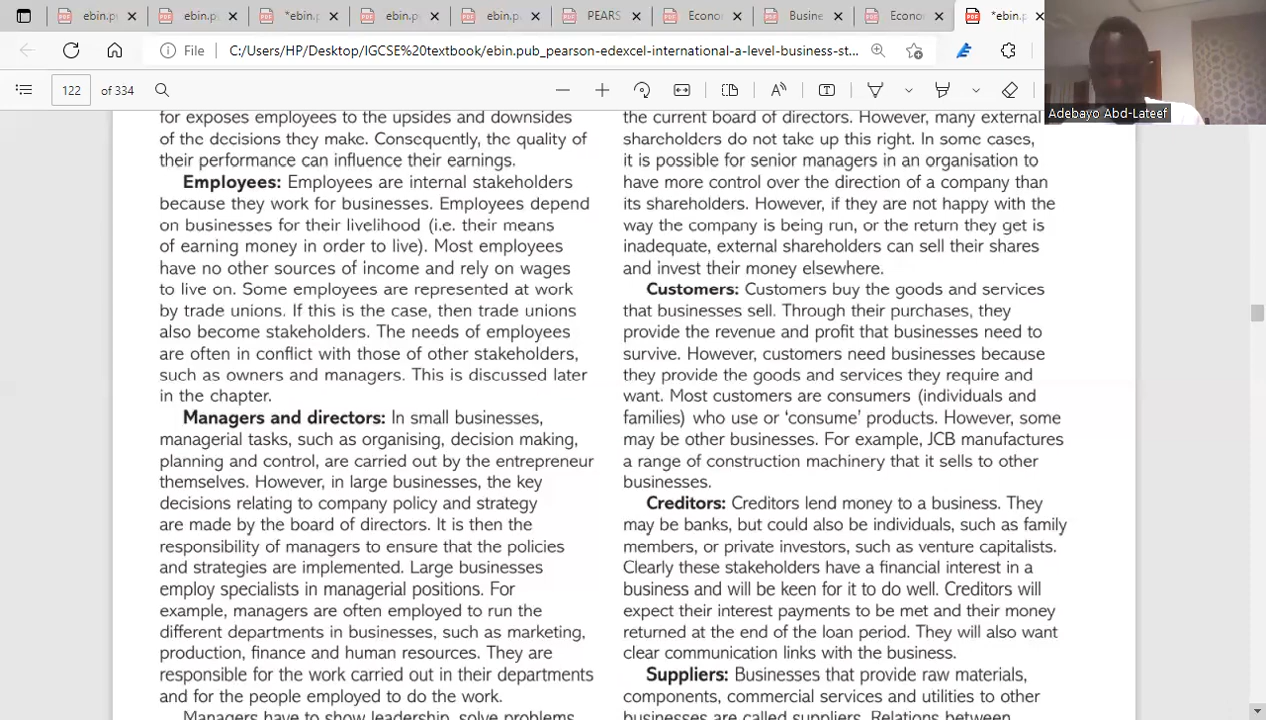 ebin.p
ebin.p
*ebin.p
ebin.p
ebin.p
PEARS
Econo
Busine
Econo
*ebin.p
File
C:/Users/HP/Desktop/IGCSE%20textbook/ebin.pub_pearson-edexcel-international-a-level-business-st...
122 of 334
Adebayo Abd-Lateef
for exposes employees to the upsides and downsides
of the decisions they make. Consequently, the quality of
their performance can influence their earnings.
Employees: Employees are internal stakeholders
because they work for businesses. Employees depend
on businesses for their livelihood (i.e. their means
of earning money in order to live). Most employees
have no other sources of income and rely on wages
to live on. Some employees are represented at work
by trade unions. If this is the case, then trade unions
also become stakeholders. The needs of employees
are often in conflict with those of other stakeholders,
such as owners and managers. This is discussed later
in the chapter.
Managers and directors: In small businesses,
managerial tasks, such as organising, decision making,
planning and control, are carried out by the entrepreneur
themselves. However, in large businesses, the key
decisions relating to company policy and strategy
are made by the board of directors. It is then the
responsibility of managers to ensure that the policies
and strategies are implemented. Large businesses
employ specialists in managerial positions. For
example, managers are often employed to run the
different departments in businesses, such as marketing,
production, finance and human resources. They are
responsible for the work carried out in their departments
and for the people employed to do the work.
Managers have to show leadership, solve problems
the current board of directors. However, many external
shareholders do not take up this right. In some cases,
it is possible for senior managers in an organisation to
have more control over the direction of a company than
its shareholders. However, if they are not happy with the
way the company is being run, or the return they get is
inadequate, external shareholders can sell their shares
and invest their money elsewhere.
Customers: Customers buy the goods and services
that businesses sell. Through their purchases, they
provide the revenue and profit that businesses need to
survive. However, customers need businesses because
they provide the goods and services they require and
want. Most customers are consumers (individuals and
families) who use or ‘consume’ products. However, some
may be other businesses. For example, JCB manufactures
a range of construction machinery that it sells to other
businesses.
Creditors: Creditors lend money to a business. They
may be banks, but could also be individuals, such as family
members, or private investors, such as venture capitalists.
Clearly these stakeholders have a financial interest in a
business and will be keen for it to do well. Creditors will
expect their interest payments to be met and their money
returned at the end of the loan period. They will also want
clear communication links with the business.
Suppliers: Businesses that provide raw materials,
components, commercial services and utilities to other
businesses are called suppliers. Relations between